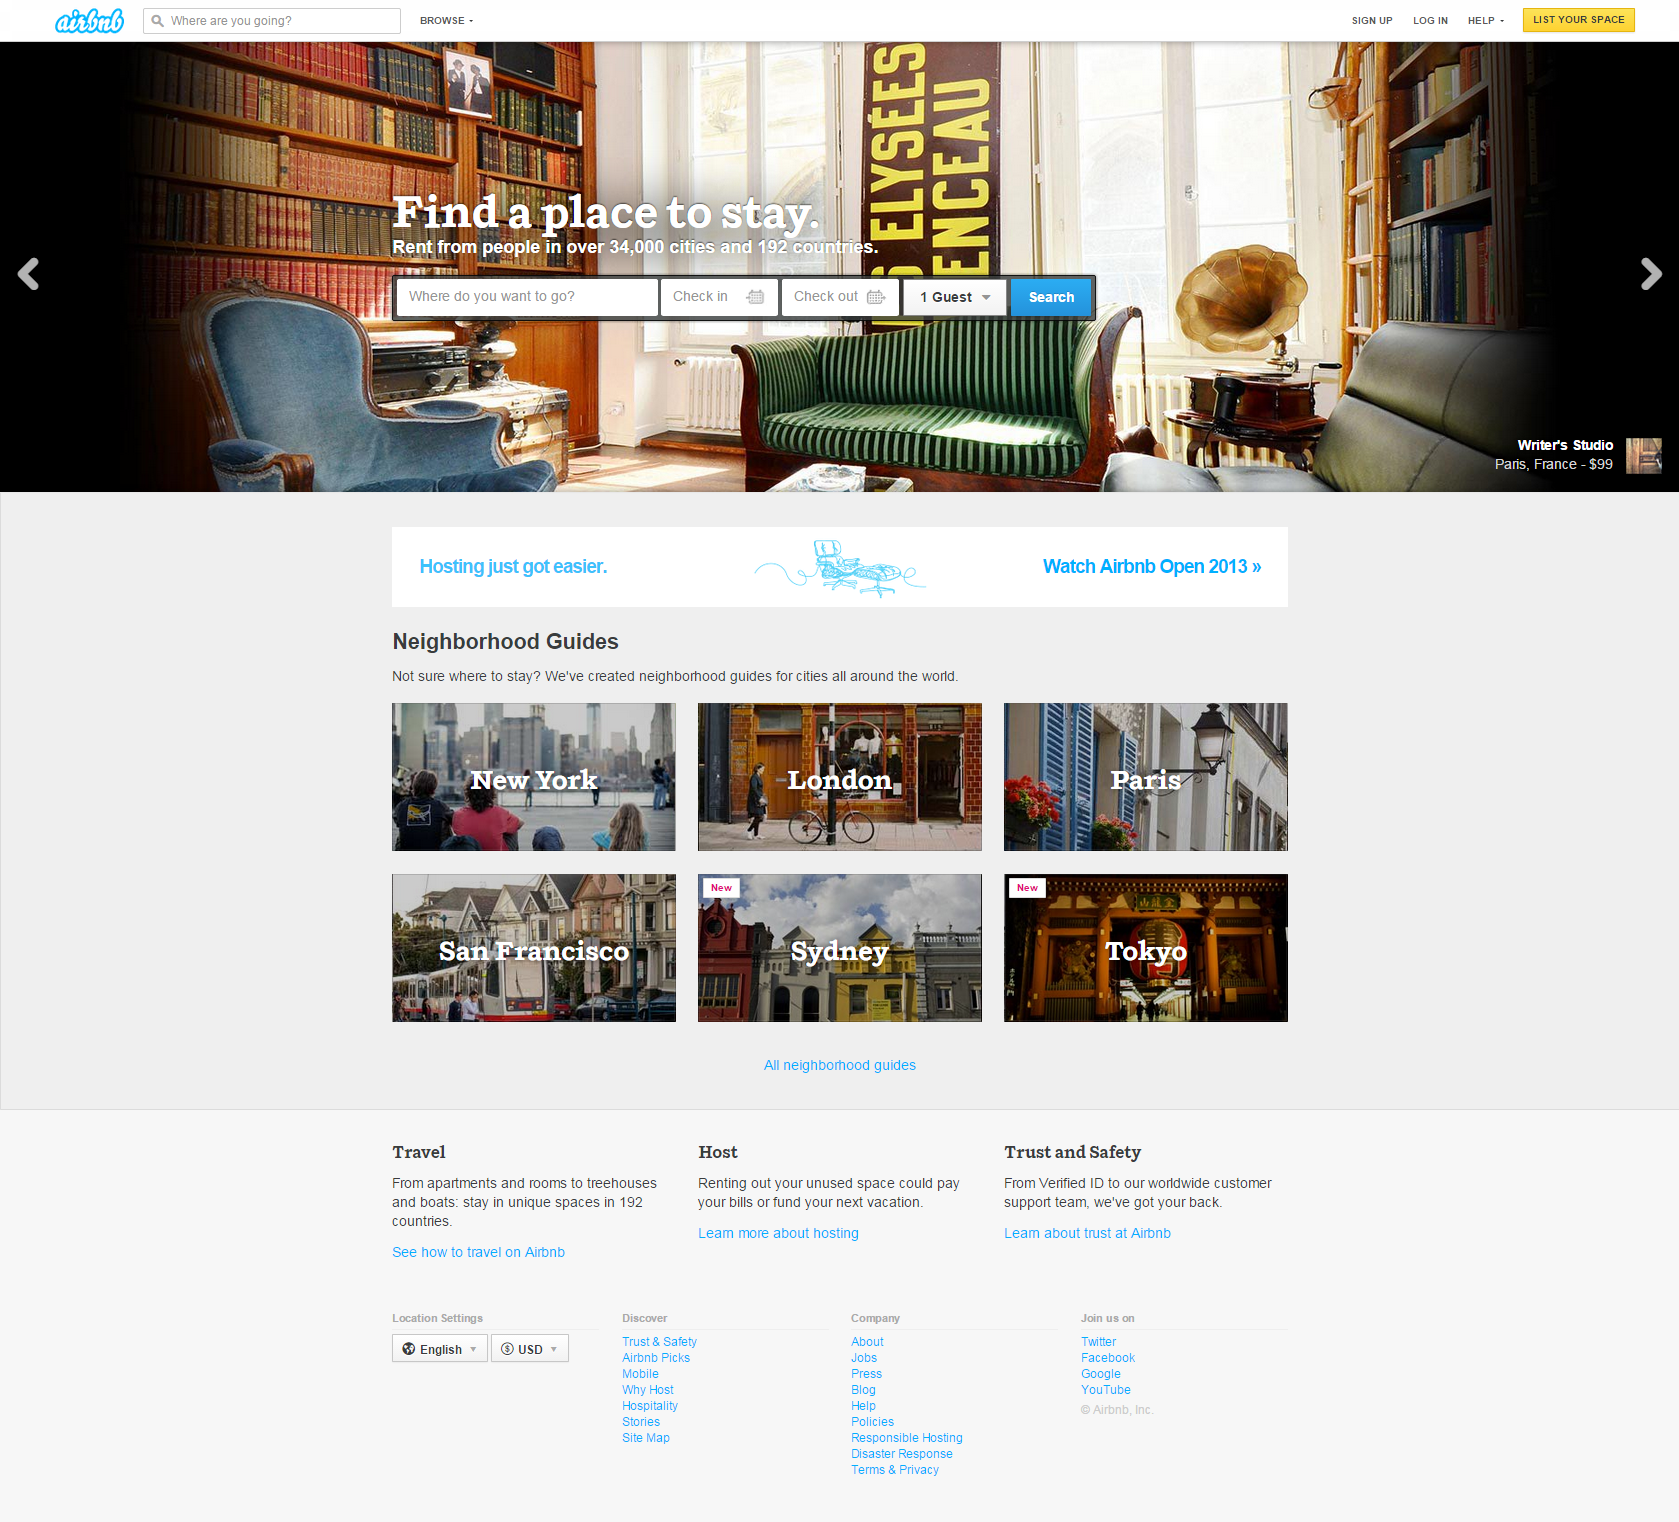 airbnb
Where are you going?
BROWSE
SIGN UP
LOG IN
HELP
LIST YOUR SPACE
ELYSÉES
ENCEAU
Find a place to stay.
Rent from people in over 34,000 cities and 192 countries.
Where do you want to go?
Check in
Check out
1 Guest
Search
Writer's Studio
Paris, France - $99
Hosting just got easier.
Watch Airbnb Open 2013 »
Neighborhood Guides
Not sure where to stay? We've created neighborhood guides for cities all around the world.
New York
London
Paris
San Francisco
New
Sydney
New
Tokyo
All neighborhood guides
Travel
From apartments and rooms to treehouses
and boats: stay in unique spaces in 192
countries.
See how to travel on Airbnb
Host
Renting out your unused space could pay
your bills or fund your next vacation.
Learn more about hosting
Trust and Safety
From Verified ID to our worldwide customer
support team, we've got your back.
Learn about trust at Airbnb
Location Settings
English
USD
Discover
Trust & Safety
Airbnb Picks
Mobile
Why Host
Hospitality
Stories
Site Map
Company
About
Jobs
Press
Blog
Help
Policies
Responsible Hosting
Disaster Response
Terms & Privacy
Join us on
Twitter
Facebook
Google
YouTube
© Airbnb, Inc.